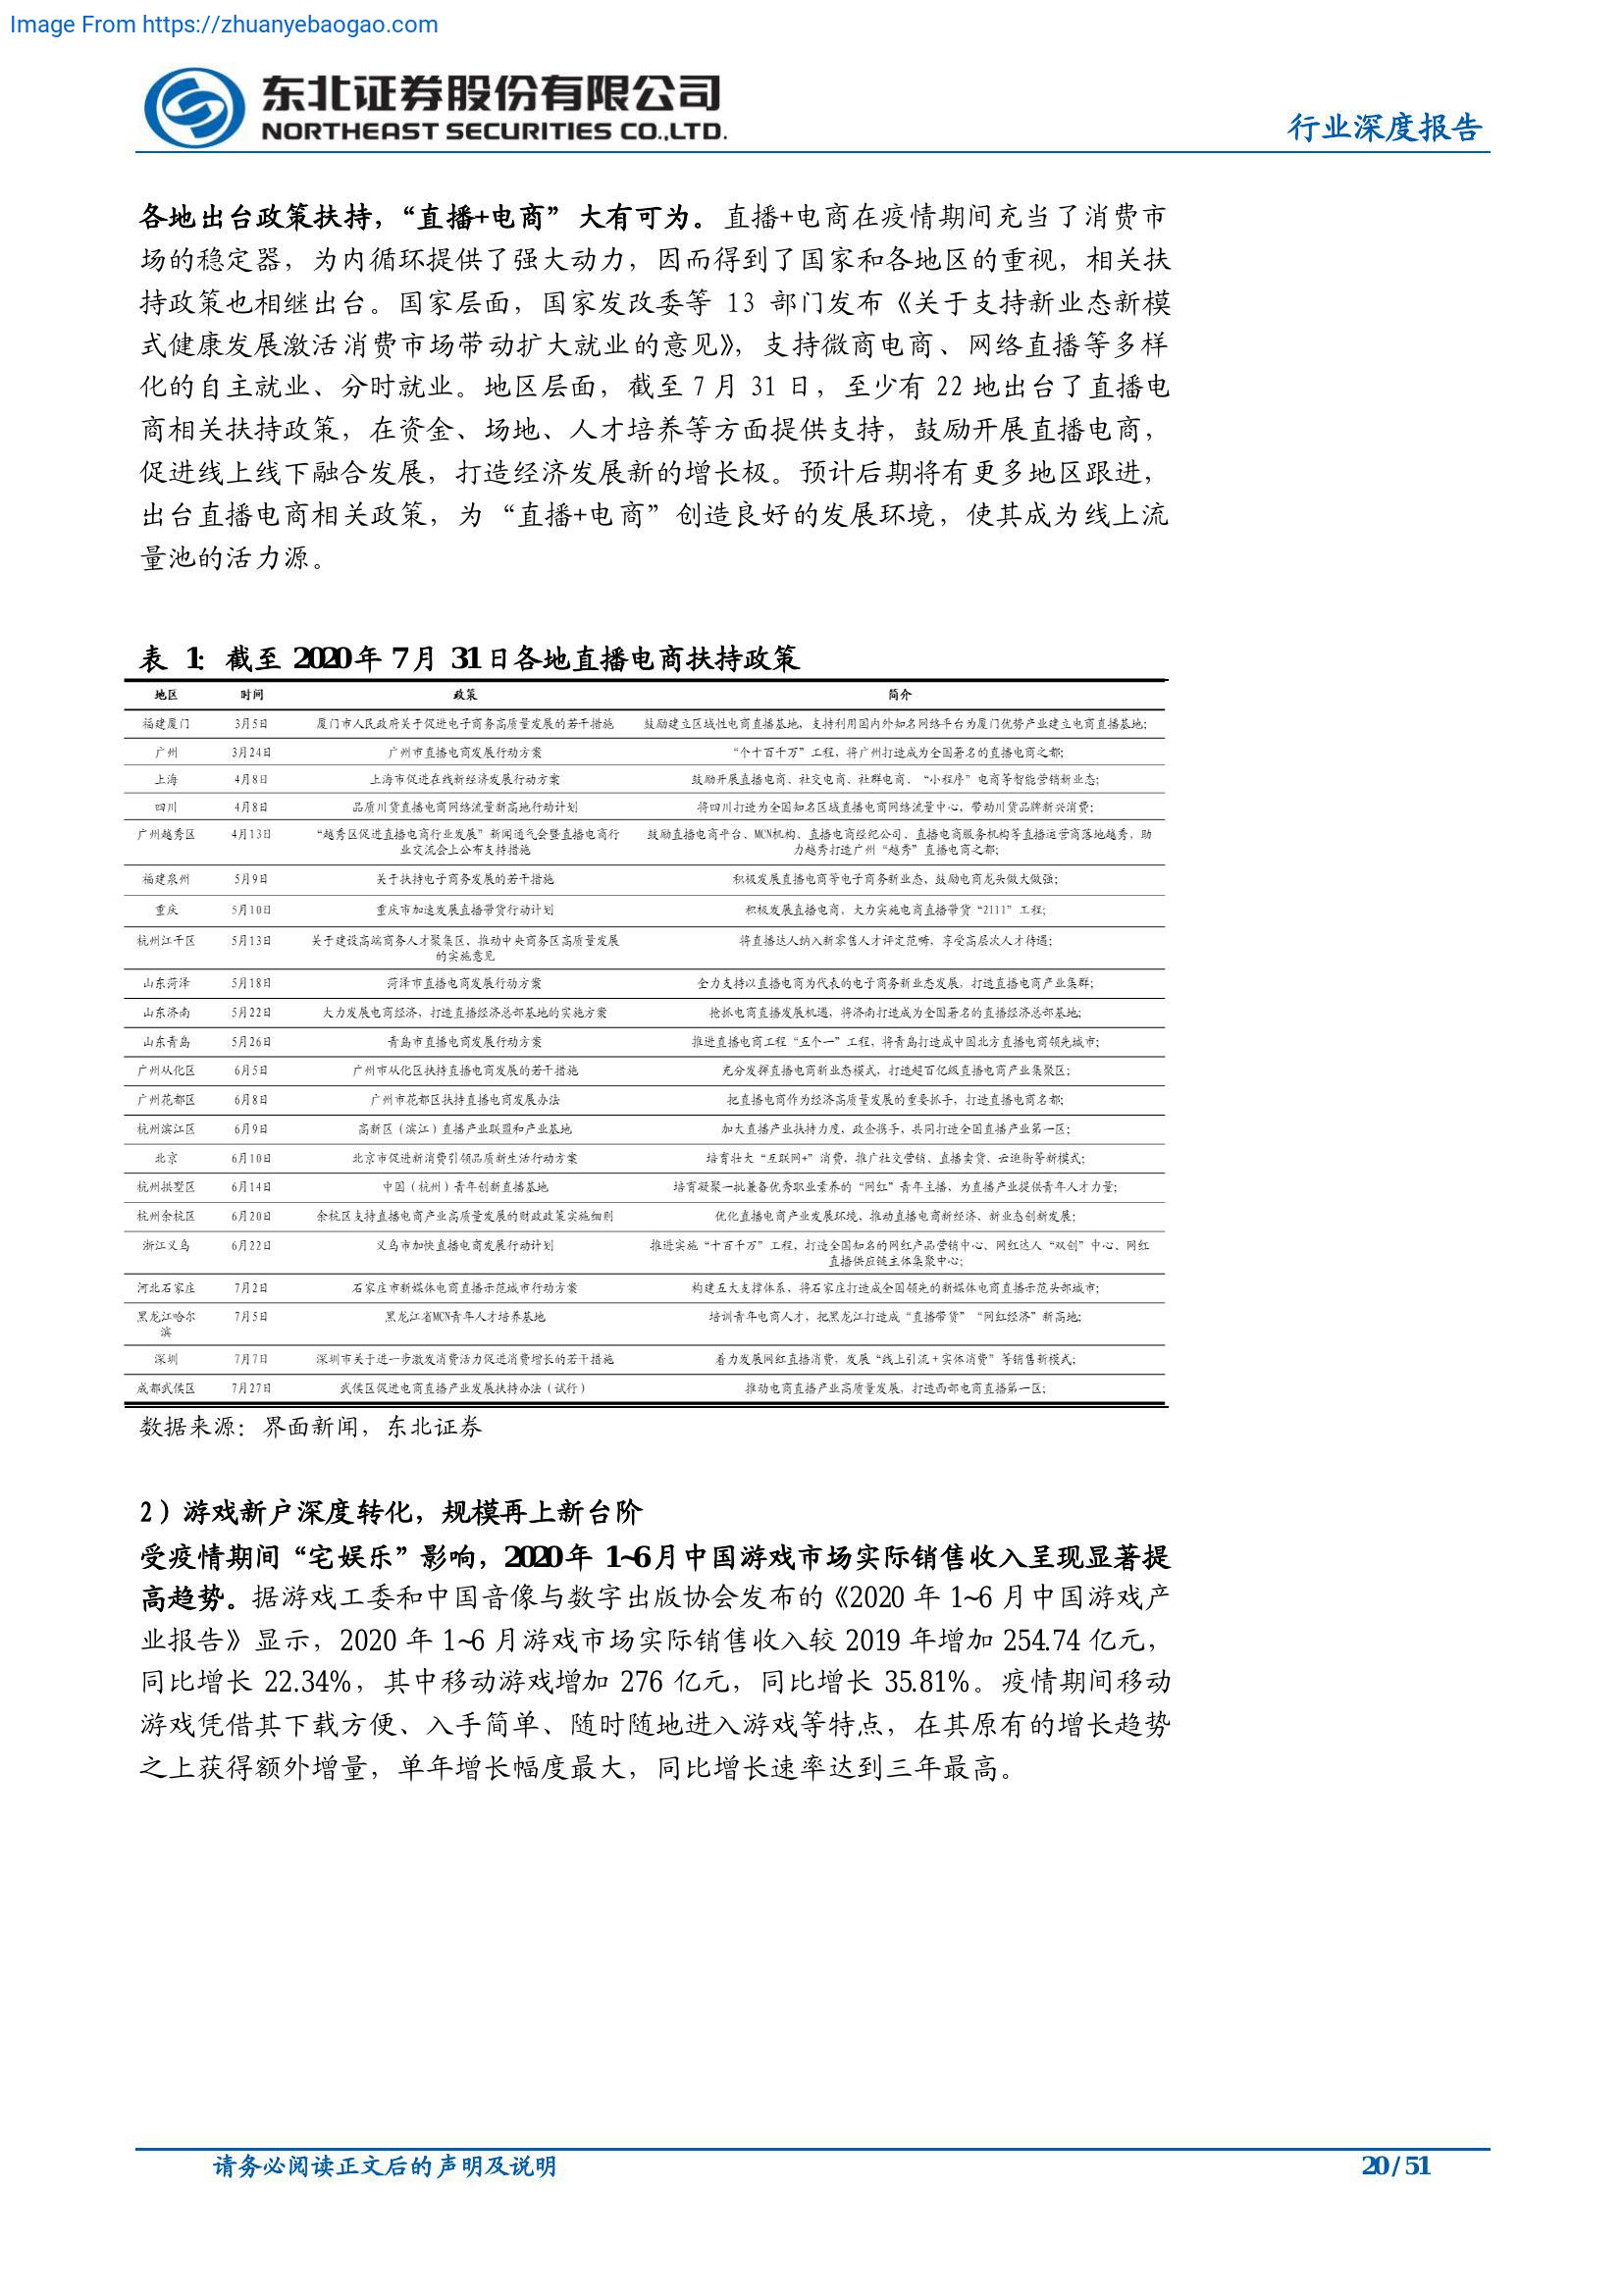 Image From https://zhuanyebaogao.com
东北证券股份有限公司
NORTHEAST SECURITIES CO.,LTD.
行业深度报告
各地出台政策扶持，“直播+电商”大有可为。直播+电商在疫情期间充当了消费市
场的稳定器，为内循环提供了强大动力，因而得到了国家和各地区的重视，相关扶
持政策也相继出台。国家层面，国家发改委等 13 部门发布《关于支持新业态新模
式健康发展激活消费市场带动扩大就业的意见》，支持微商电商、网络直播等多样
化的自主就业、分时就业。地区层面，截至 7 月 31 日，至少有 22 地出台了直播电
商相关扶持政策，在资金、场地、人才培养等方面提供支持，鼓励开展直播电商，
促进线上线下融合发展，打造经济发展新的增长极。预计后期将有更多地区跟进，
出台直播电商相关政策，为“直播+电商”创造良好的发展环境，使其成为线上流
量池的活力源。
表 1: 截至 2020 年 7 月 31 日各地直播电商扶持政策
地区 时间 政策 简介
福建厦门 3月5日 厦门市人民政府关于促进电子商务高质量发展的若干措施 鼓励建立区域性电商直播基地，支持利用国内外知名网络平台为厦门优势产业建立电商直播基地；
广州 3月24日 广州市直播电商发展行动方案 “个十百千万”工程，将广州打造成为全国著名的直播电商之都；
上海 4月8日 上海市促进在线新经济发展行动方案 鼓励开展直播电商、社交电商、社群电商、“小程序”电商等智能营销新业态；
四川 4月8日 品质川货直播电商网络流量新高地行动计划 将四川打造为全国知名区域直播电商网络流量中心，带动川货品牌新兴消费；
广州越秀区 4月13日 “越秀区促进直播电商行业发展”新闻通气会暨直播电商行 鼓励直播电商平台、MCN机构、直播电商经纪公司、直播电商服务机构等直播运营商落地越秀，助
业交流会上公布支持措施 力越秀打造广州“越秀”直播电商之都；
福建泉州 5月9日 关于扶持电子商务发展的若干措施 积极发展直播电商等电子商务新业态，鼓励电商龙头做大做强；
重庆 5月10日 重庆市加速发展直播带货行动计划 积极发展直播电商，大力实施电商直播带货“2111”工程；
杭州江干区 5月13日 关于建设高端商务人才聚集区、推动中央商务区高质量发展 将直播达人纳入新零售人才评定范畴，享受高层次人才待遇；
的实施意见
山东菏泽 5月18日 菏泽市直播电商发展行动方案 全力支持以直播电商为代表的电子商务新业态发展，打造直播电商产业集群；
山东济南 5月22日 大力发展电商经济，打造直播经济总部基地的实施方案 抢抓电商直播发展机遇，将济南打造成为全国著名的直播经济总部基地；
山东青岛 5月26日 青岛市直播电商发展行动方案 推进直播电商工程“五个一”工程，将青岛打造成中国北方直播电商领先城市；
广州从化区 6月5日 广州市从化区扶持直播电商发展的若干措施 充分发挥直播电商新业态模式，打造超百亿级直播电商产业集聚区；
广州花都区 6月8日 广州市花都区扶持直播电商发展办法 把直播电商作为经济高质量发展的重要抓手，打造直播电商名都；
杭州滨江区 6月9日 高新区（滨江）直播产业联盟和产业基地 加大直播产业扶持力度，政企携手、共同打造全国直播产业第一区；
北京 6月10日 北京市促进新消费引领品质新生活行动方案 培育壮大“互联网+”消费，推广社交营销、直播卖货、云逛街等新模式；
杭州拱墅区 6月14日 中国（杭州）青年创新直播基地 培育凝聚一批兼备优秀职业素养的“网红”青年主播，为直播产业提供青年人才力量；
杭州余杭区 6月20日 余杭区支持直播电商产业高质量发展的财政政策实施细则 优化直播电商产业发展环境，推动直播电商新经济、新业态创新发展；
浙江义乌 6月22日 义乌市加快直播电商发展行动计划 推进实施“十百千万”工程，打造全国知名的网红产品营销中心、网红达人“双创”中心、网红
直播供应链主体集聚中心；
河北石家庄 7月2日 石家庄市新媒体电商直播示范城市行动方案 构建五大支撑体系，将石家庄打造成全国领先的新媒体电商直播示范头部城市；
黑龙江哈尔 7月5日 黑龙江省MCN青年人才培养基地 培训青年电商人才，把黑龙江打造成“直播带货”“网红经济”新高地；
滨
深圳 7月7日 深圳市关于进一步激发消费活力促进消费增长的若干措施 着力发展网红直播消费，发展“线上引流+实体消费”等销售新模式；
成都武侯区 7月27日 武侯区促进电商直播产业发展扶持办法（试行） 推动电商直播产业高质量发展，打造西部电商直播第一区；
数据来源：界面新闻，东北证券
2）游戏新户深度转化，规模再上新台阶
受疫情期间“宅娱乐”影响，2020 年 1~6 月中国游戏市场实际销售收入呈现显著提
高趋势。据游戏工委和中国音像与数字出版协会发布的《2020 年 1~6 月中国游戏产
业报告》显示，2020 年 1~6 月游戏市场实际销售收入较 2019 年增加 254.74 亿元，
同比增长 22.34%，其中移动游戏增加 276 亿元，同比增长 35.81%。疫情期间移动
游戏凭借其下载方便、入手简单、随时随地进入游戏等特点，在其原有的增长趋势
之上获得额外增量，单年增长幅度最大，同比增长速率达到三年最高。
请务必阅读正文后的声明及说明
20 / 51